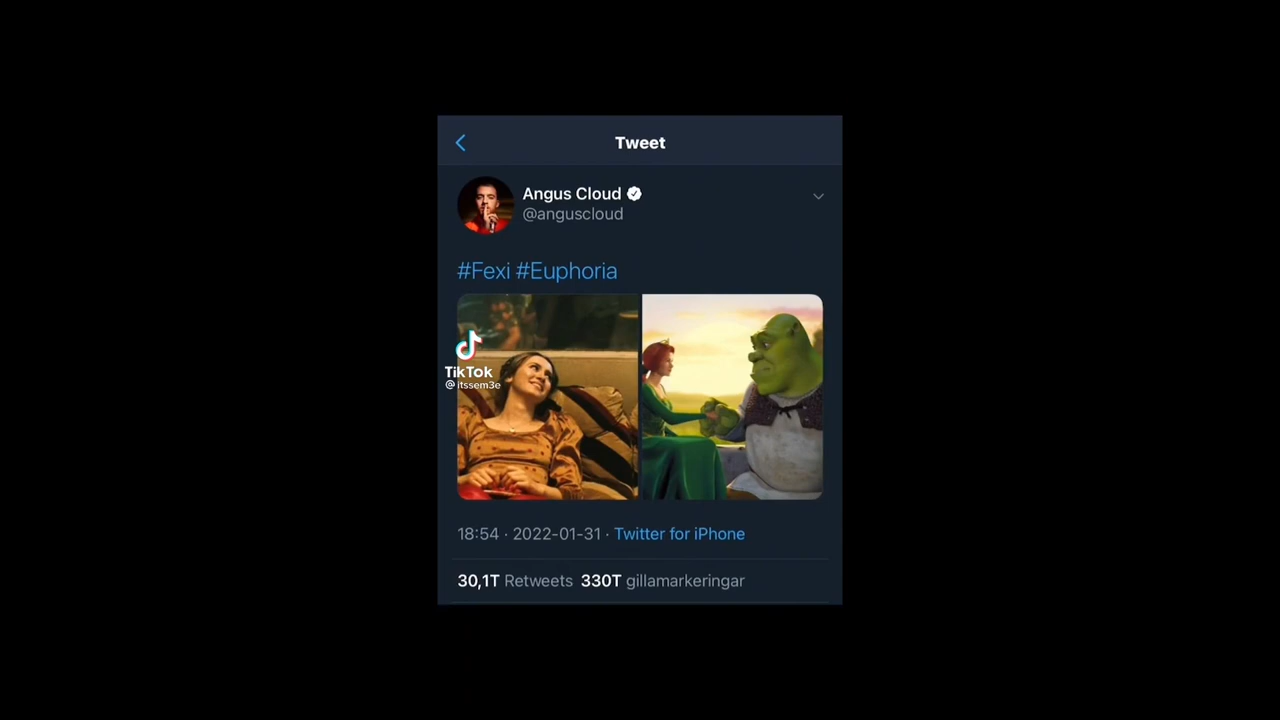 Tweet
Angus Cloud
@anguscloud
#Fexi #Euphoria
TikTok
@itssem3e
18:54 · 2022-01-31 · Twitter for iPhone
30,1T Retweets 330T gillamarkeringar